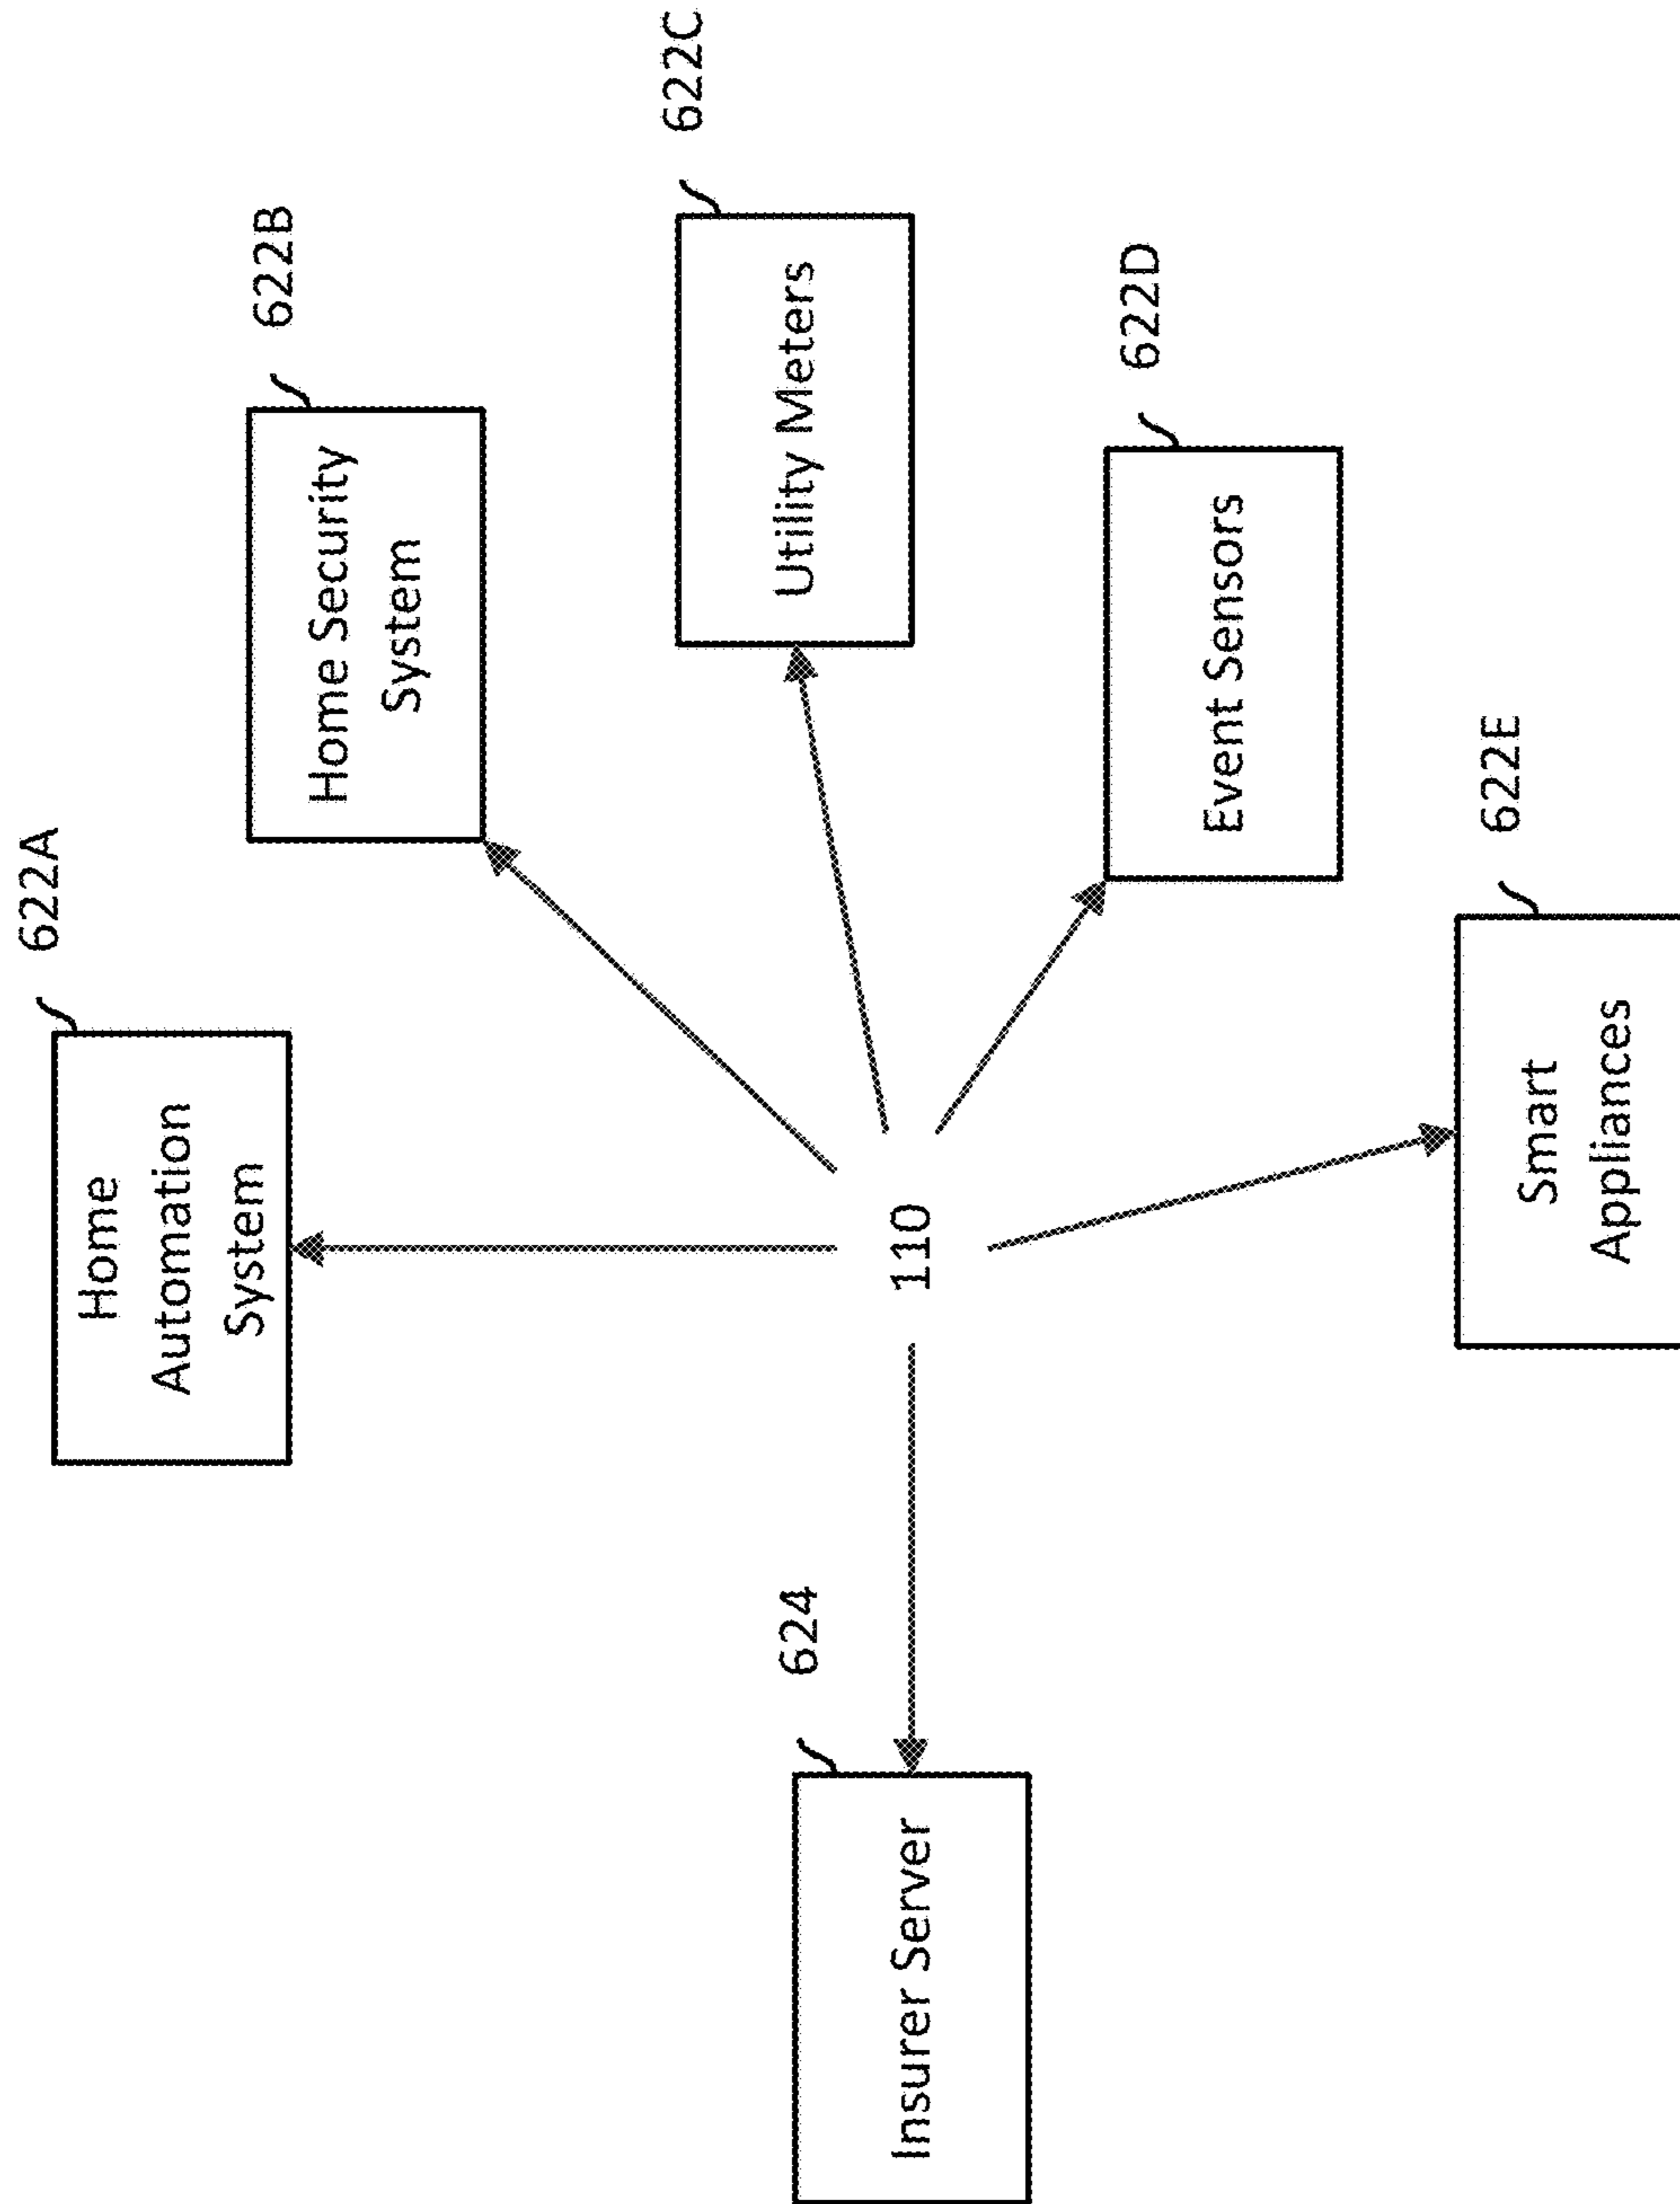 622A
Home
Automation
System
622B
Home Security
System
622C
Utility Meters
622D
Event Sensors
622E
Smart
Appliances
110
624
Insurer Server